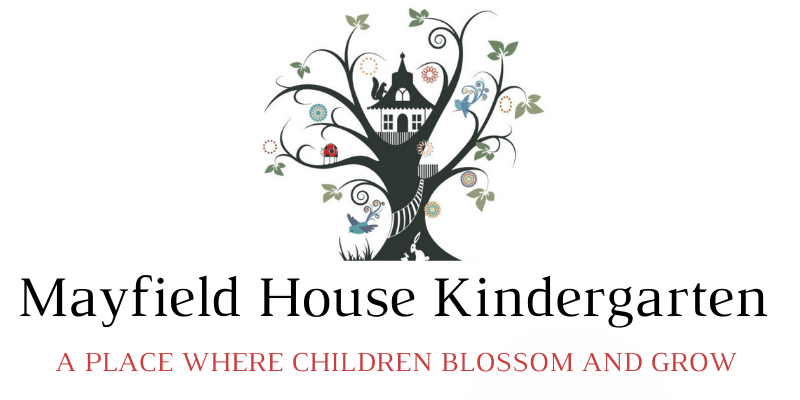 Mayfield House Kindergarten
A PLACE WHERE CHILDREN BLOSSOM AND GROW